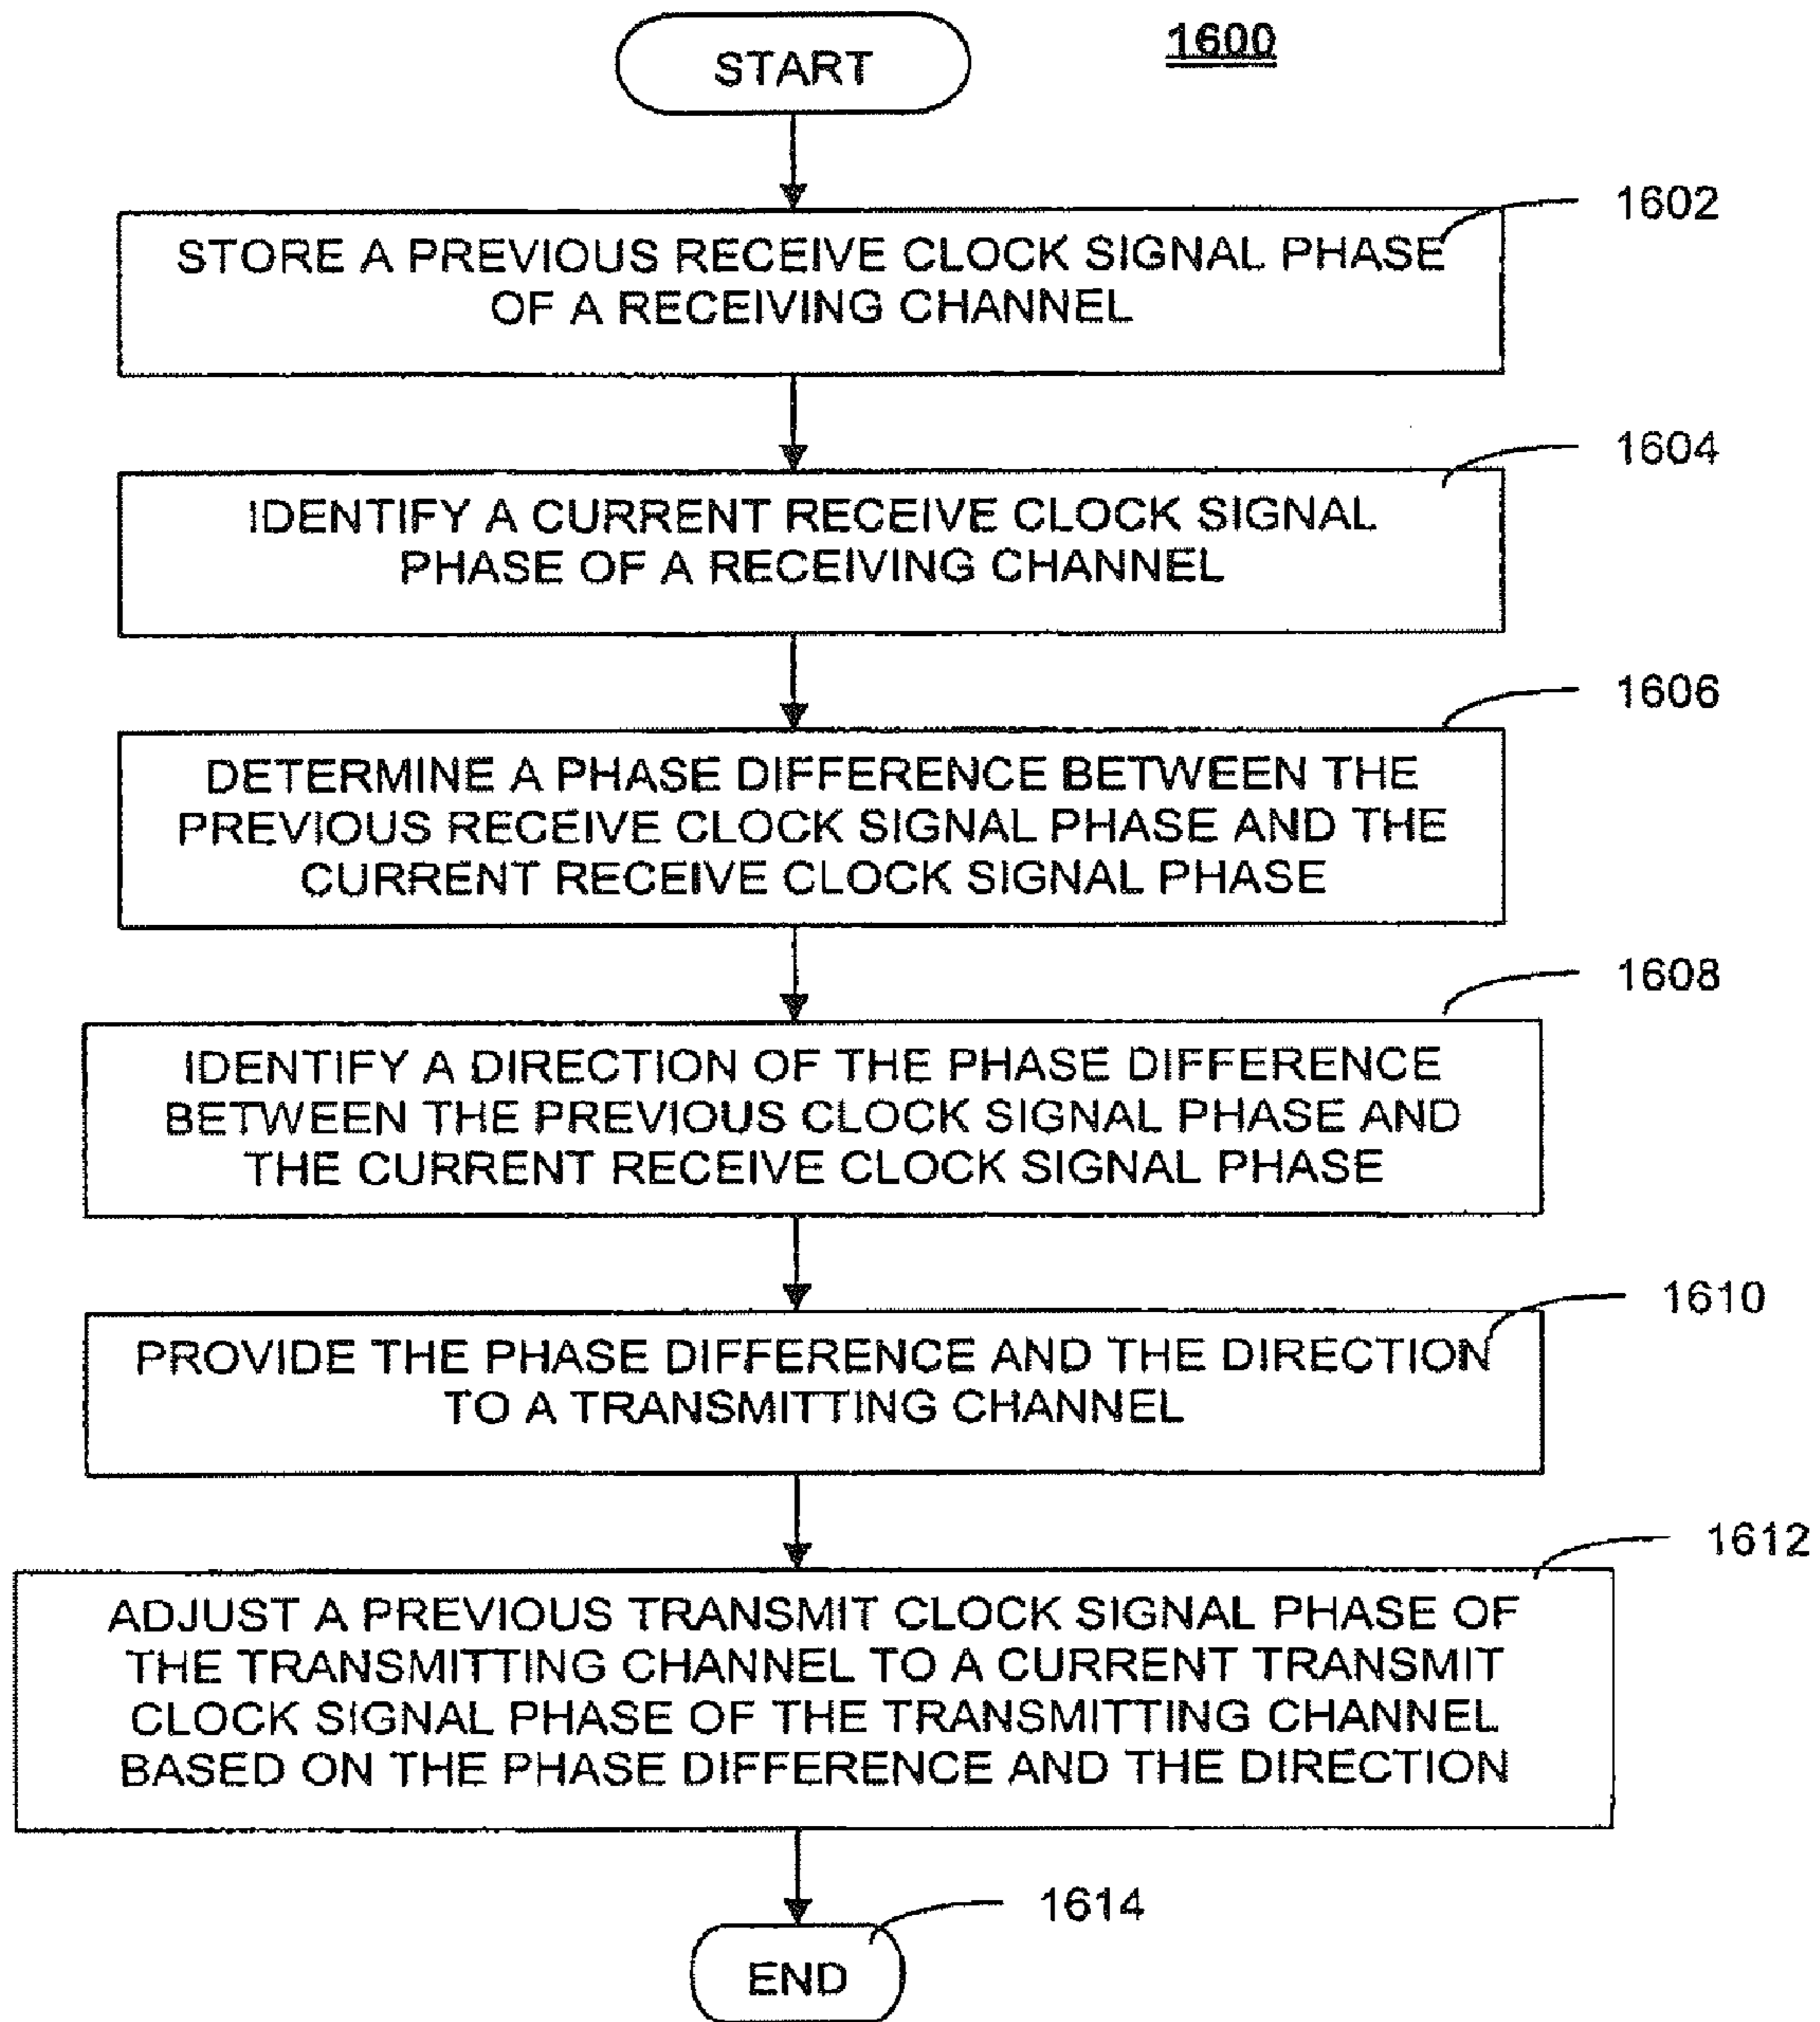 1600
START
1602
STORE A PREVIOUS RECEIVE CLOCK SIGNAL PHASE
OF A RECEIVING CHANNEL
1604
IDENTIFY A CURRENT RECEIVE CLOCK SIGNAL
PHASE OF A RECEIVING CHANNEL
1606
DETERMINE A PHASE DIFFERENCE BETWEEN THE
PREVIOUS RECEIVE CLOCK SIGNAL PHASE AND THE
CURRENT RECEIVE CLOCK SIGNAL PHASE
1608
IDENTIFY A DIRECTION OF THE PHASE DIFFERENCE
BETWEEN THE PREVIOUS CLOCK SIGNAL PHASE AND
THE CURRENT RECEIVE CLOCK SIGNAL PHASE
1610
PROVIDE THE PHASE DIFFERENCE AND THE DIRECTION
TO A TRANSMITTING CHANNEL
1612
ADJUST A PREVIOUS TRANSMIT CLOCK SIGNAL PHASE OF
THE TRANSMITTING CHANNEL TO A CURRENT TRANSMIT
CLOCK SIGNAL PHASE OF THE TRANSMITTING CHANNEL
BASED ON THE PHASE DIFFERENCE AND THE DIRECTION
1614
END